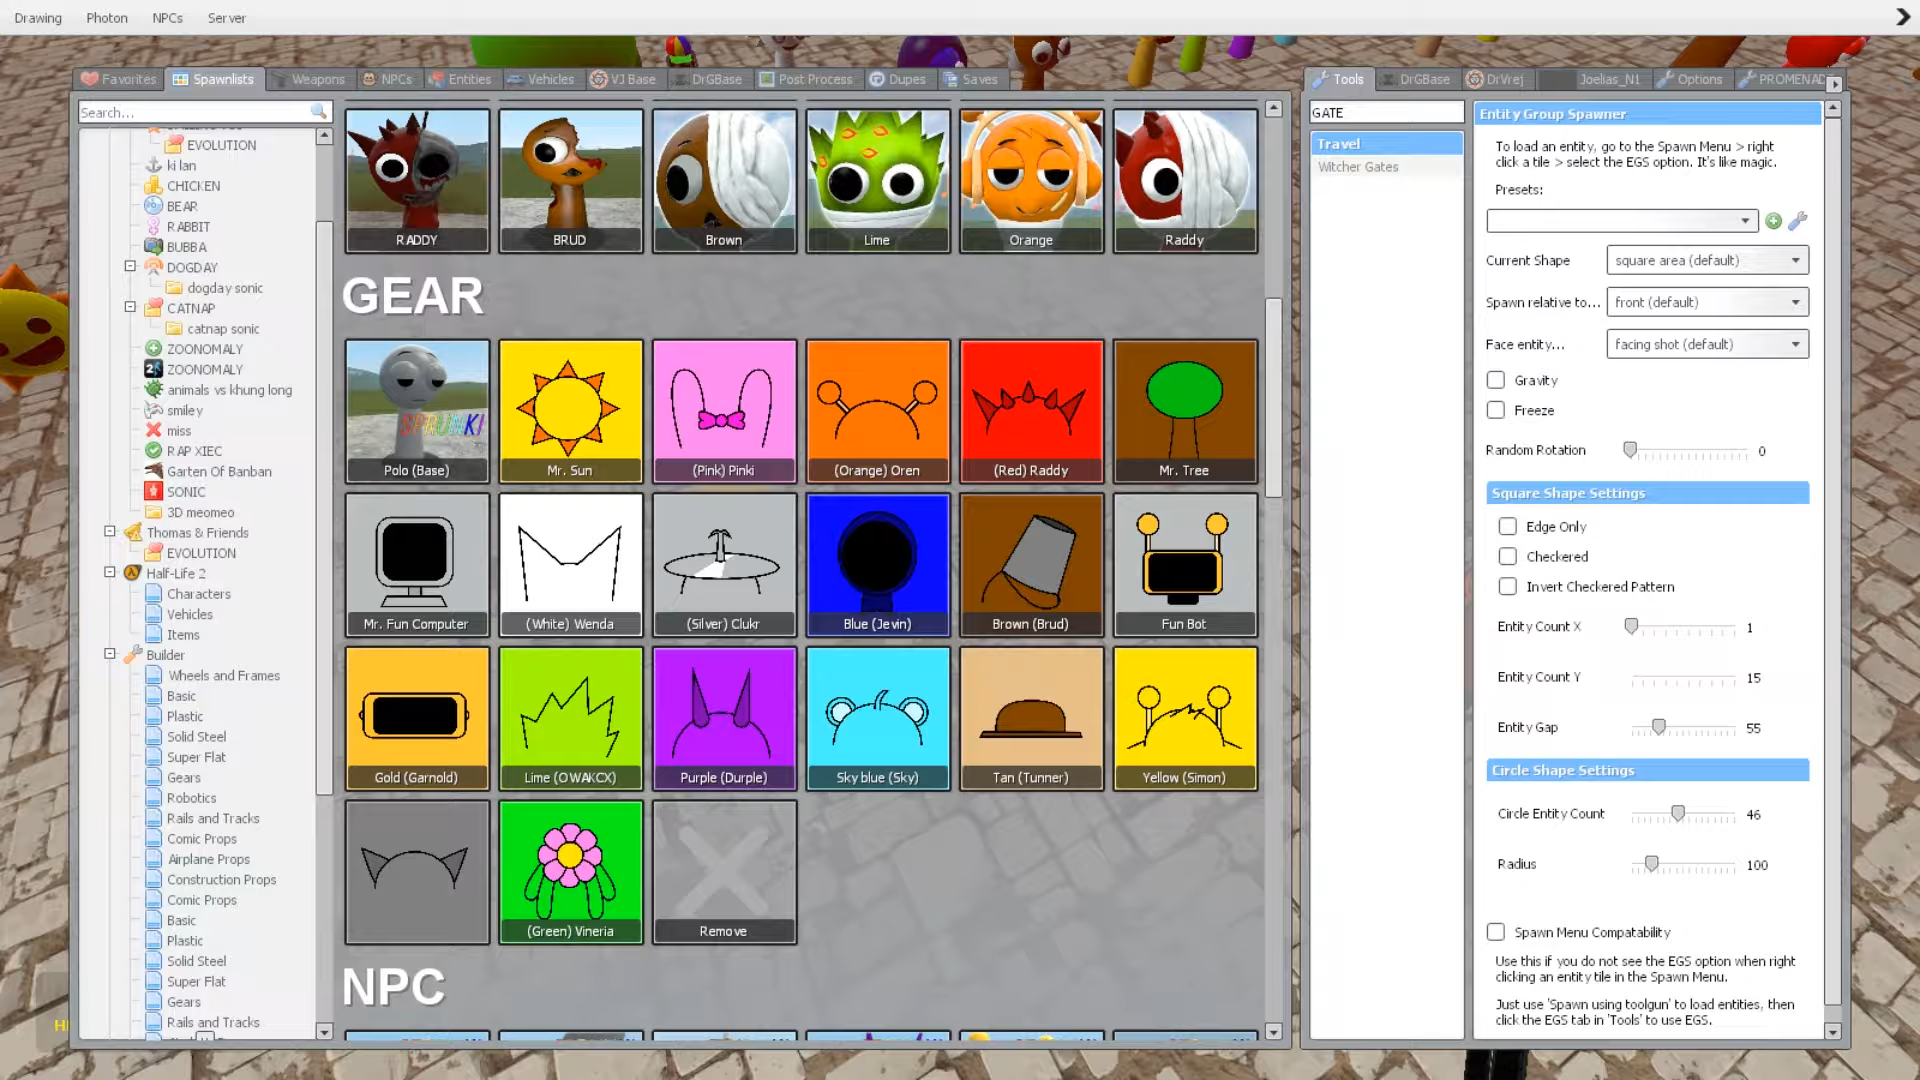 Drawing Photon NPCs Server
Favorites Spawnlists Weapons NPCs Entities Vehicles VJ Base DrGBase Post Process Dupes Saves
Search...
EVOLUTION
ki lan
CHICKEN
BEAR
RABBIT
BUBBA
DOGDAY
dogday sonic
CATNAP
catnap sonic
ZOONOMALY
ZOONOMALY
animals vs khung long
smiley
miss
RAP XIEC
Garten Of Banban
SONIC
3D meomeo
Thomas & Friends
EVOLUTION
Half-Life 2
Characters
Vehicles
Items
Builder
Wheels and Frames
Basic
Plastic
Solid Steel
Super Flat
Gears
Robotics
Rails and Tracks
Comic Props
Airplane Props
Construction Props
Comic Props
Basic
Plastic
Solid Steel
Super Flat
Gears
Rails and Tracks
RADDY BRUD Brown Lime Orange Raddy
GEAR
SPRUNKI
Polo (Base) Mr. Sun (Pink) Pinki (Orange) Oren (Red) Raddy Mr. Tree
Mr. Fun Computer (White) Wenda (Silver) Clukr Blue (Jevin) Brown (Brud) Fun Bot
Gold (Garnold) Lime (OWAKCX) Purple (Durple) Sky blue (Sky) Tan (Tunner) Yellow (Simon)
(Green) Vineria Remove
NPC
Tools DrGBase DrVrej Joelias_N1 Options PROMENAD
GATE
Travel
Witcher Gates
Entity Group Spawner
To load an entity, go to the Spawn Menu > right
click a tile > select the EGS option. It's like magic.
Presets:
Current Shape square area (default)
Spawn relative to... front (default)
Face entity... facing shot (default)
Gravity
Freeze
Random Rotation 0
Square Shape Settings
Edge Only
Checkered
Invert Checkered Pattern
Entity Count X 1
Entity Count Y 15
Entity Gap 55
Circle Shape Settings
Circle Entity Count 46
Radius 100
Spawn Menu Compatability
Use this if you do not see the EGS option when right
clicking an entity tile in the Spawn Menu.
Just use 'Spawn using toolgun' to load entities, then
click the EGS tab in 'Tools' to use EGS.